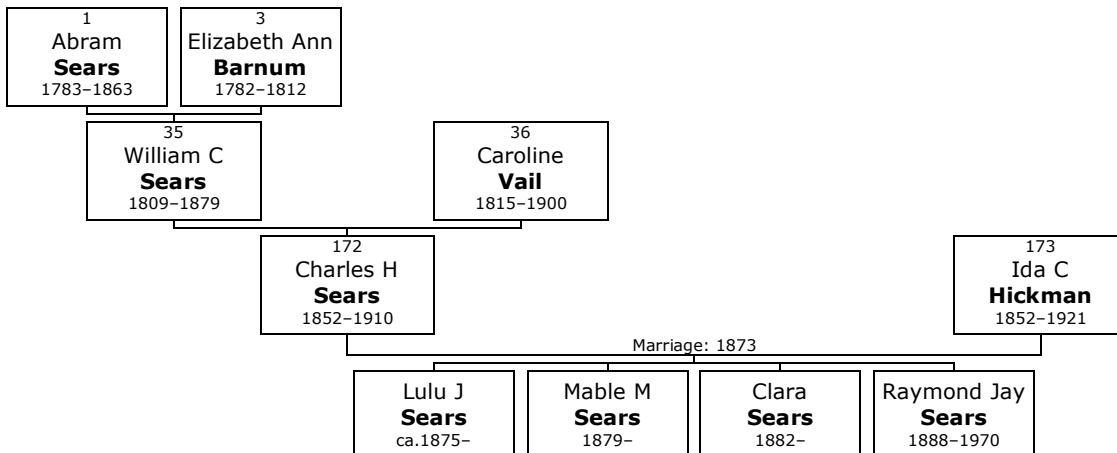 1
Abram
Sears
1783–1863
3
Elizabeth Ann
Barnum
1782–1812
35
William C
Sears
1809–1879
36
Caroline
Vail
1815–1900
172
Charles H
Sears
1852–1910
173
Ida C
Hickman
1852–1921
Marriage: 1873
Lulu J
Sears
ca.1875–
Mable M
Sears
1879–
Clara
Sears
1882–
Raymond Jay
Sears
1888–1970